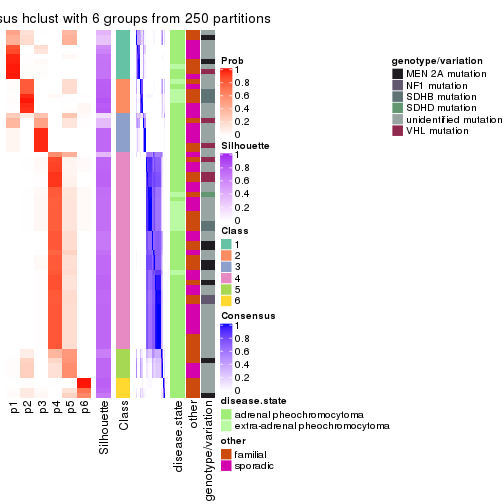 sus hclust with 6 groups from 250 partitions
Prob
1
0.8
0.6
0.4
0.2
0
Silhouette
1
0.8
0.6
0.4
0.2
0
Class
1
2
3
4
5
6
Consensus
1
0.8
0.6
0.4
0.2
0
disease.state
adrenal pheochromocytoma
extra-adrenal pheochromocytoma
other
familial
sporadic
genotype/variation
MEN 2A mutation
NF1 mutation
SDHB mutation
SDHD mutation
unidentified mutation
VHL mutation
p1
p2
p3
p4
p5
p6
Silhouette
Class
disease.state
other
genotype/variation